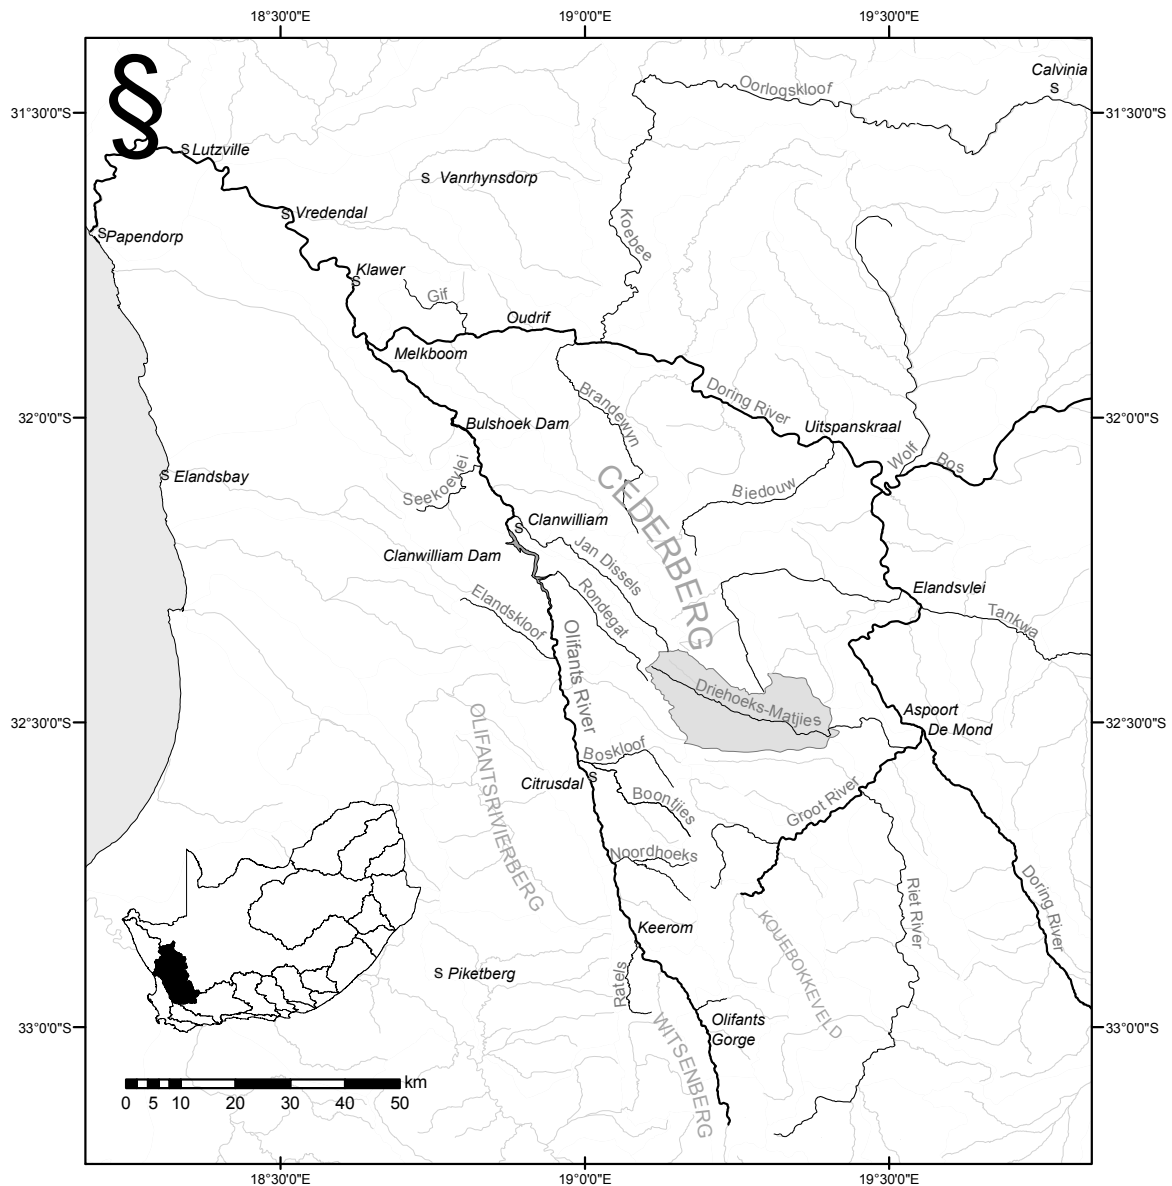 18°30'0"E 19°0'0"E 19°30'0"E
§
Calvinia
S
Oorlogskloof
31°30'0"S 31°30'0"S
S Lutzville
S Vanrhynsdorp
S Vredendal
Koebee
S Papendorp
Klawer
S
Gif
Oudrif
Melkboom
Doring River
Brandewyn
32°0'0"S 32°0'0"S
Bulshoek Dam
Uitspanskraal
Wolf
Bos
Seekoevlei
S Elandsbay
Biedouw
CEDERBERG
Clanwilliam
S
Clanwilliam Dam
Jan Dissels
Rondegat
Elandskloof
Elandsvlei
Tankwa
Olifants River
Driehoeks-Matjies
OLIFANTSRIVIERBERG
Aspoort
De Mond
32°30'0"S 32°30'0"S
Boskloof
Citrusdal S
Boontjies
Groot River
Noordhoeks
Riet River
Doring River
KOUEBOKKEVELD
Keerom
S Piketberg
Ratels
Olifants
Gorge
33°0'0"S 33°0'0"S
WITSENBERG
km
0 5 10 20 30 40 50
18°30'0"E 19°0'0"E 19°30'0"E